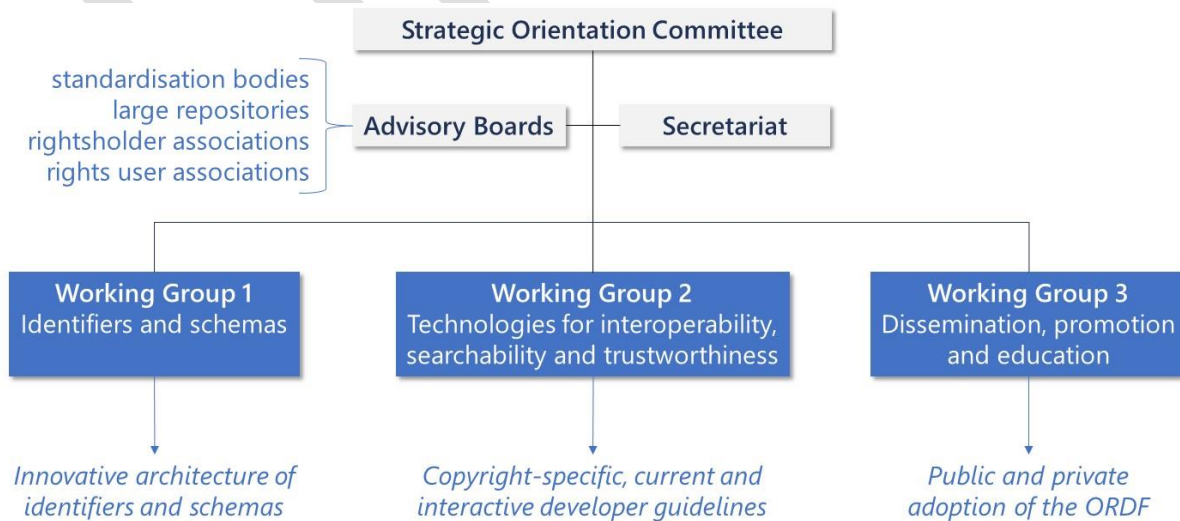 Strategic Orientation Committee
standardisation bodies
large repositories
rightsholder associations
rights user associations
Advisory Boards
Secretariat
Working Group 1
Identifiers and schemas
Working Group 2
Technologies for interoperability,
searchability and trustworthiness
Working Group 3
Dissemination, promotion
and education
Innovative architecture of
identifiers and schemas
Copyright-specific, current and
interactive developer guidelines
Public and private
adoption of the ORDF